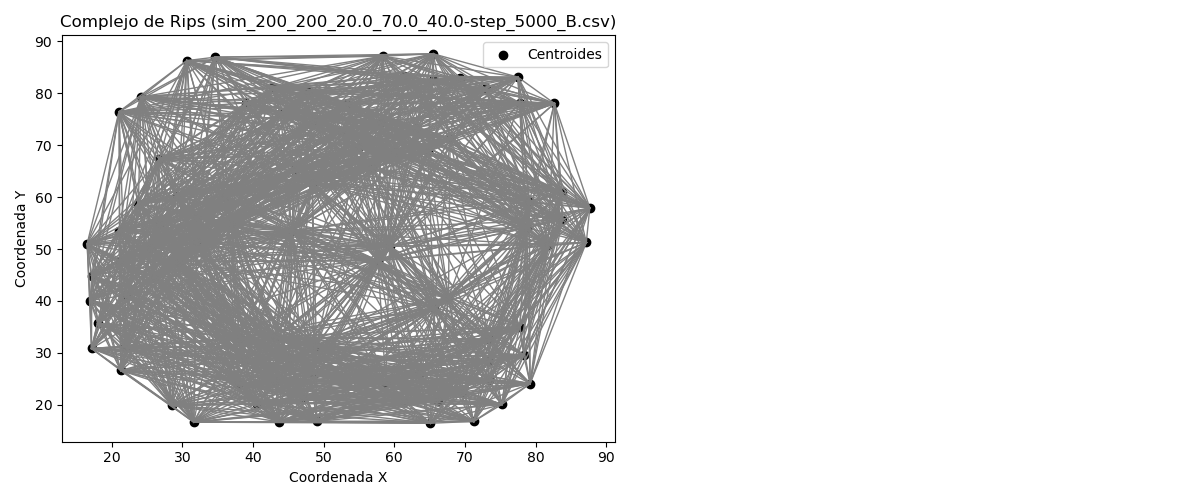 Complejo de Rips (sim_200_200_20.0_70.0_40.0-step_5000_B.csv)
Centroides
90
80
70
60
50
40
30
20
Coordenada Y
20 30 40 50 60 70 80 90
Coordenada X